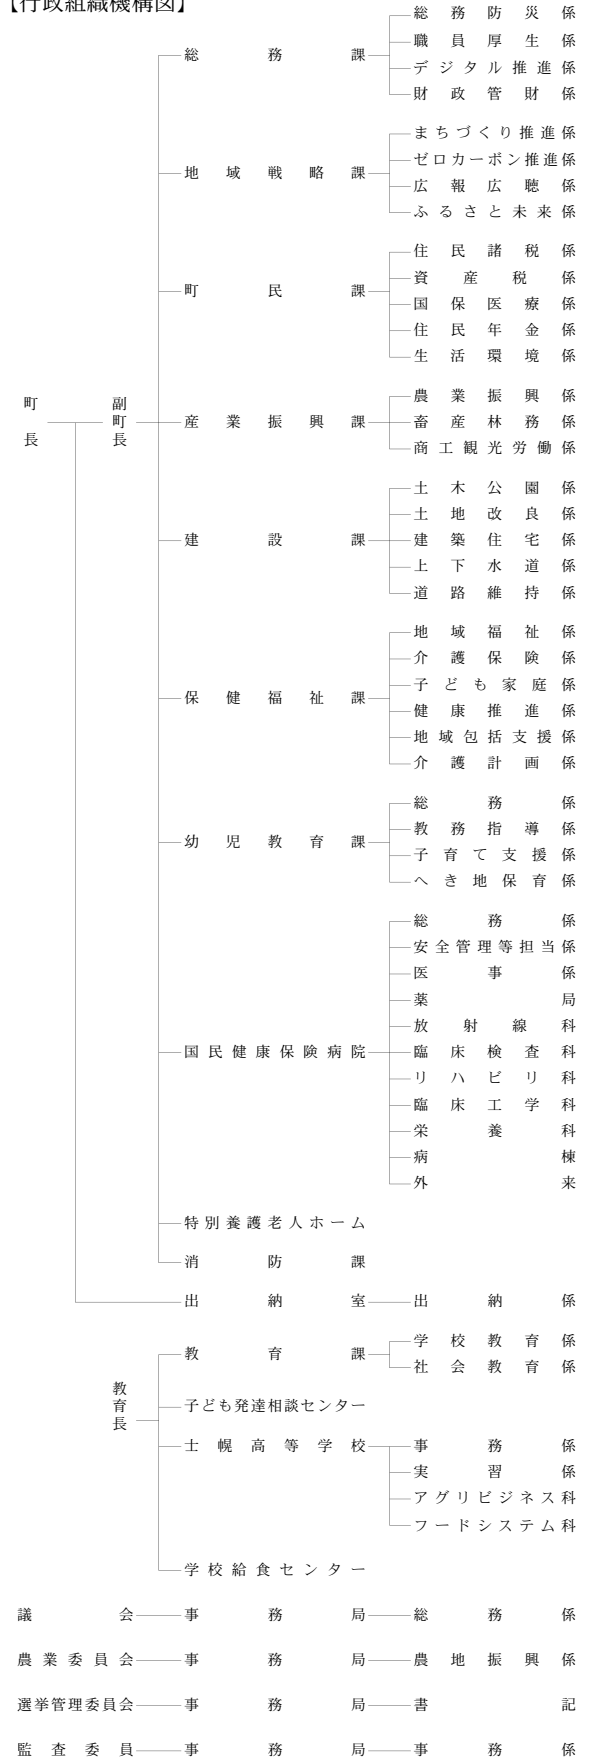 【行政組織機構図】
町長
副町長
総務課
総務防災係
職員厚生係
デジタル推進係
財政管財係
地域戦略課
まちづくり推進係
ゼロカーボン推進係
広報広聴係
ふるさと未来係
町民課
住民諸税係
資産税係
国保医療係
住民年金係
生活環境係
産業振興課
農業振興係
畜産林務係
商工観光労働係
建設課
土木公園係
土地改良係
建築住宅係
上下水道係
道路維持係
保健福祉課
地域福祉係
介護保険係
子ども家庭係
健康推進係
地域包括支援係
介護計画係
幼児教育課
総務係
教務指導係
子育て支援係
へき地保育係
国民健康保険病院
総務係
安全管理等担当係
医事係
薬局
放射線科
臨床検査科
リハビリ科
臨床工学科
栄養科
病棟
外来
特別養護老人ホーム
消防課
出納室
出納係
教育長
教育課
学校教育係
社会教育係
子ども発達相談センター
士幌高等学校
事務係
実習係
アグリビジネス科
フードシステム科
学校給食センター
議会 事務局 総務係
農業委員会 事務局 農地振興係
選挙管理委員会 事務局 書記
監査委員 事務局 事務係